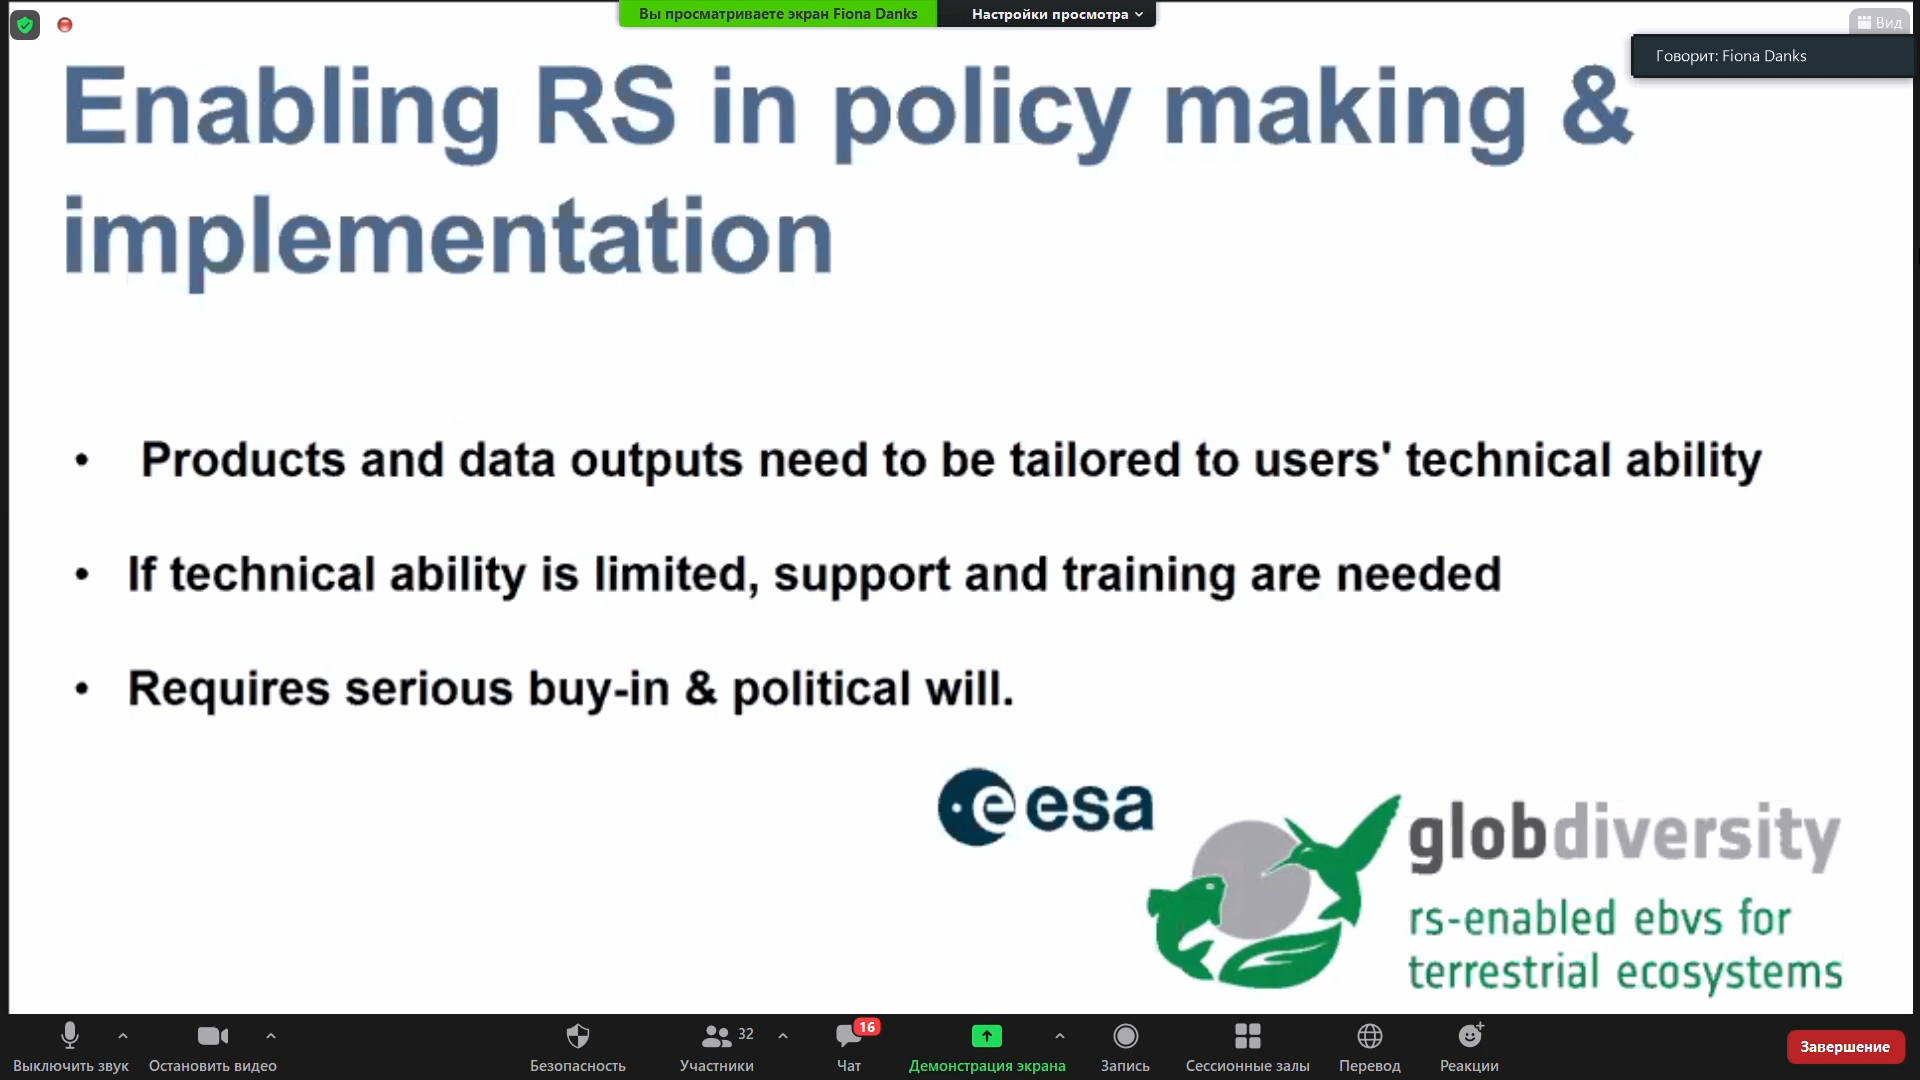 Вы просматриваете экран Fiona Danks
Настройки просмотра
Вид
Говорит: Fiona Danks
Enabling RS in policy making &
implementation
• Products and data outputs need to be tailored to users' technical ability
• If technical ability is limited, support and training are needed
• Requires serious buy-in & political will.
esa
globdiversity
rs-enabled ebvs for
terrestrial ecosystems
Выключить звук
Остановить видео
Безопасность
32
Участники
16
Чат
Демонстрация экрана
Запись
Сессионные залы
Перевод
Реакции
Завершение